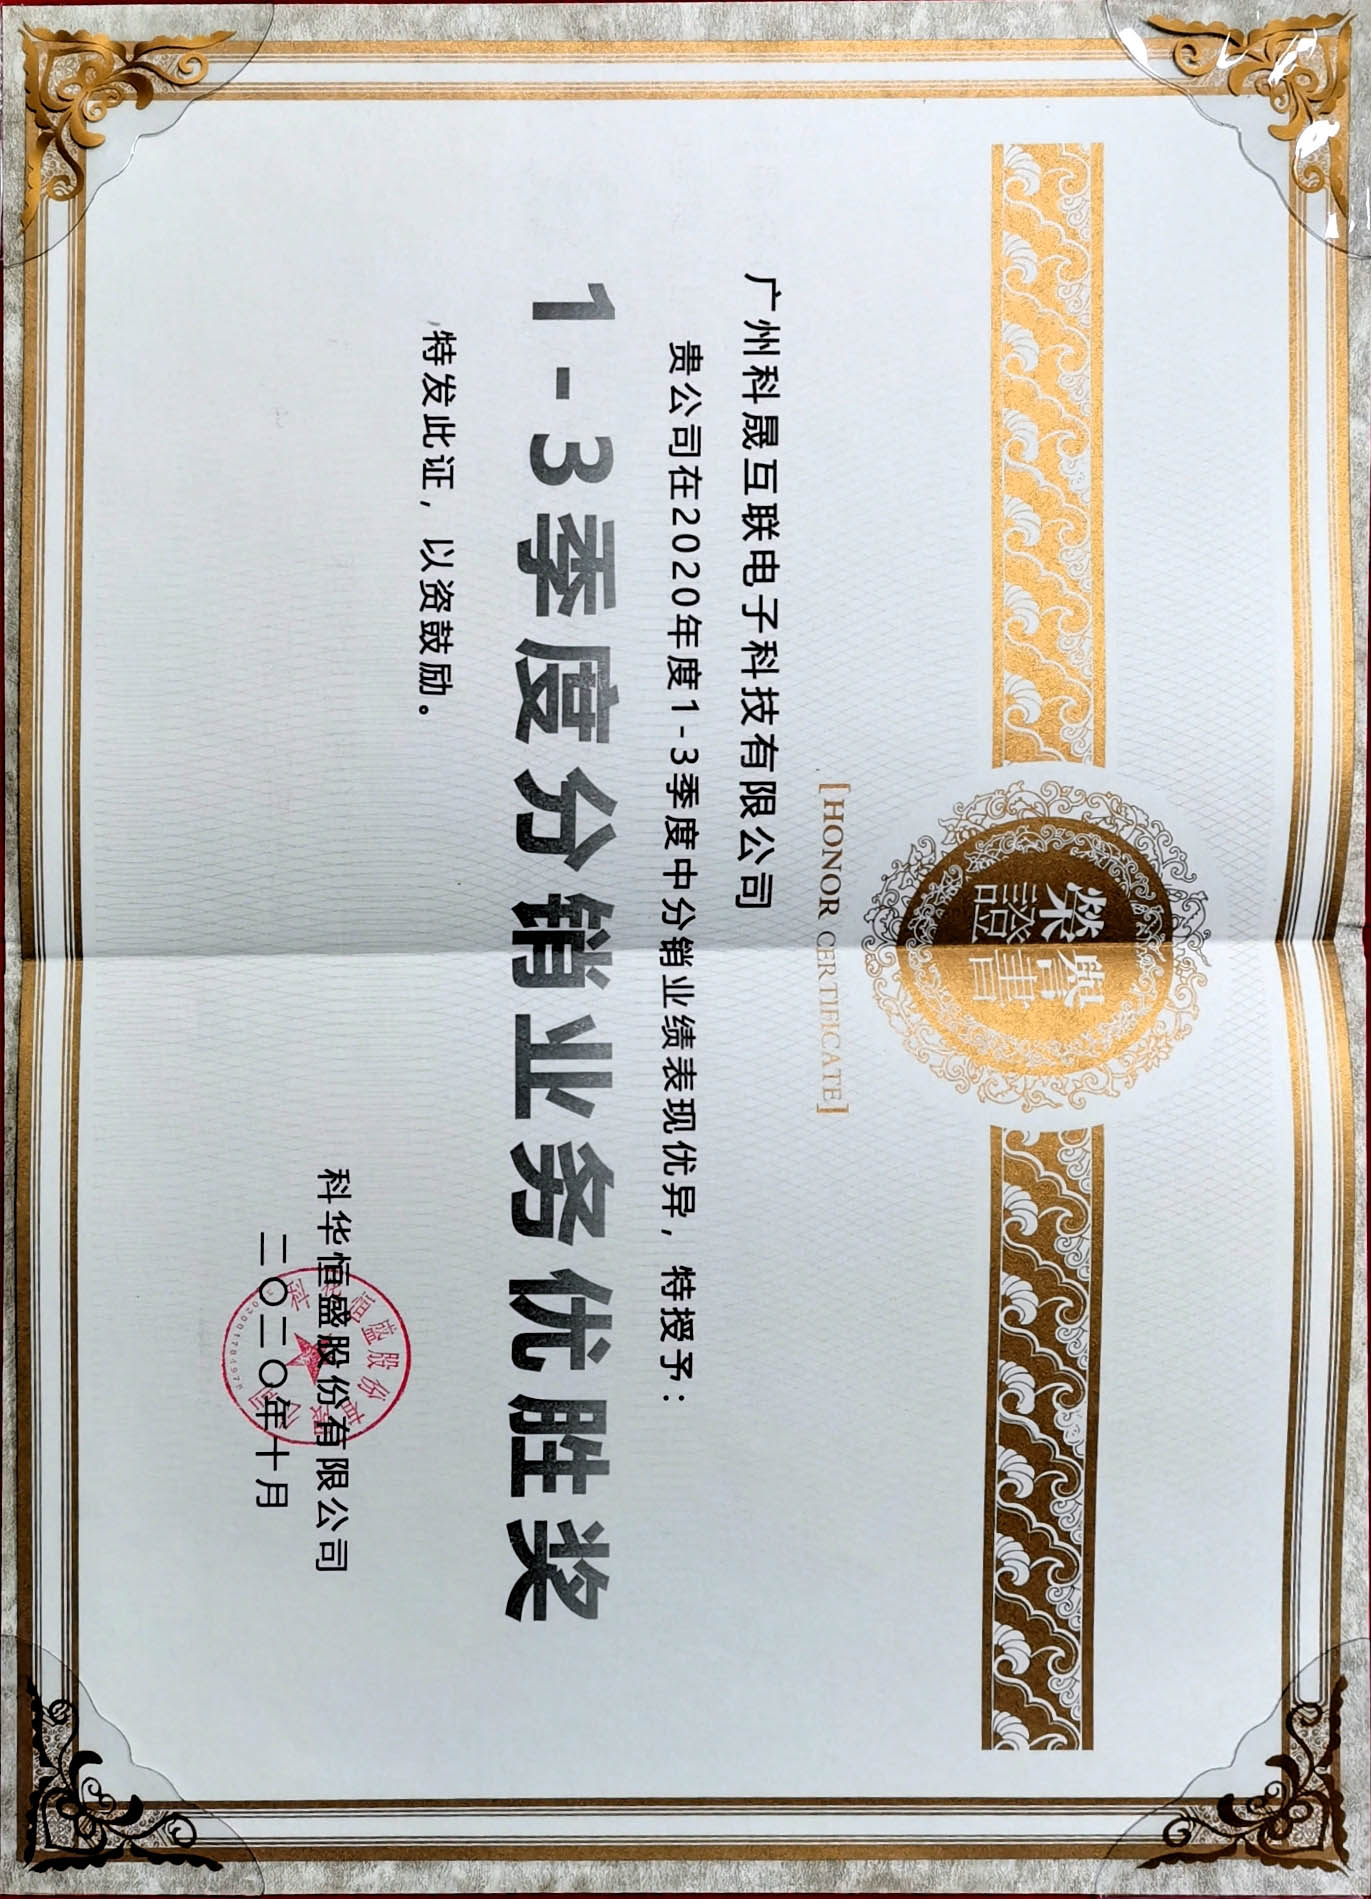 榮譽
證書
[HONOR CERTIFICATE]
广州科晟互联电子科技有限公司
贵公司在2020年度1-3季度中分销业绩表现优异，特授予：
1-3季度分销业务优胜奖
特发此证，以资鼓励。
科华恒盛股份有限公司
二〇二〇年十月